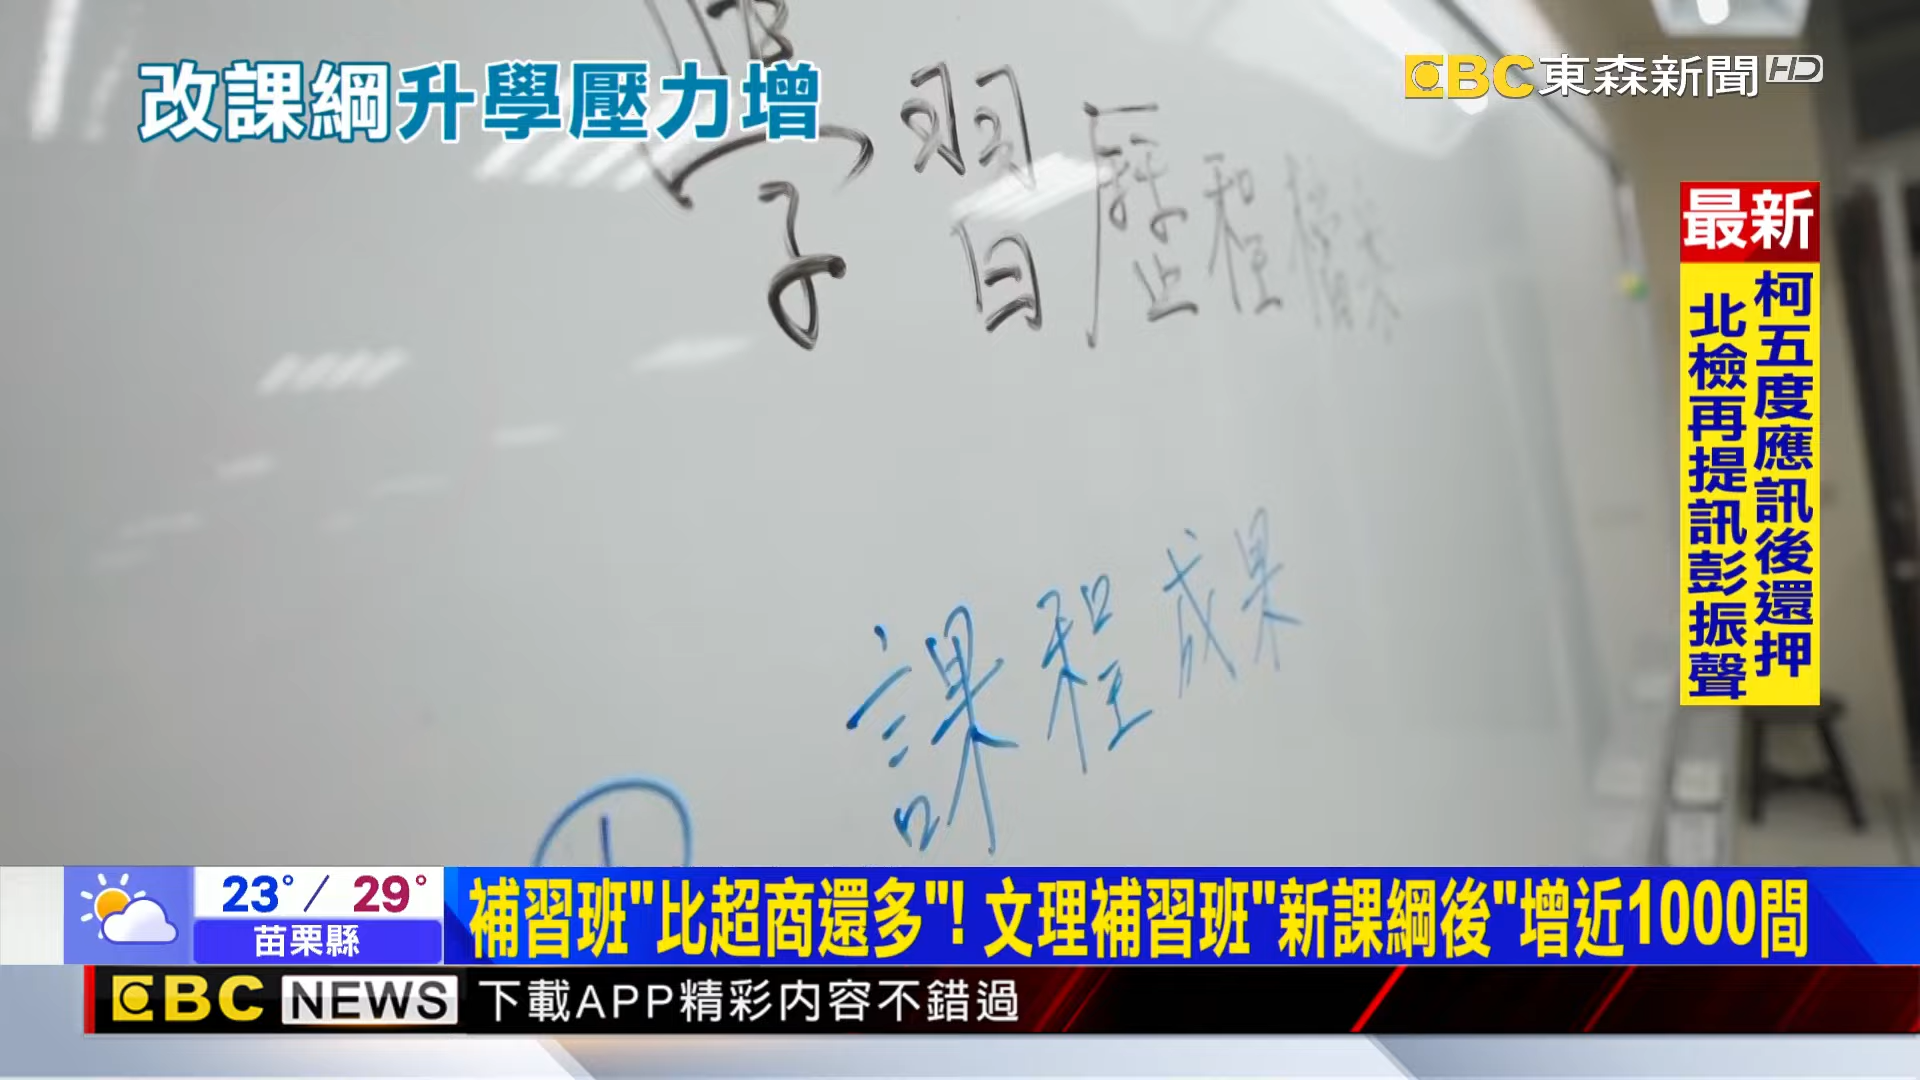 改課綱升學壓力增
EBC東森新聞HD
學習歷程檔案
最新
柯五度應訊後還押
北檢再提訊彭振聲
課程成果
1
23°/ 29°
苗栗縣
補習班"比超商還多"! 文理補習班"新課綱後"增近1000間
EBC NEWS 下載APP精彩內容不錯過